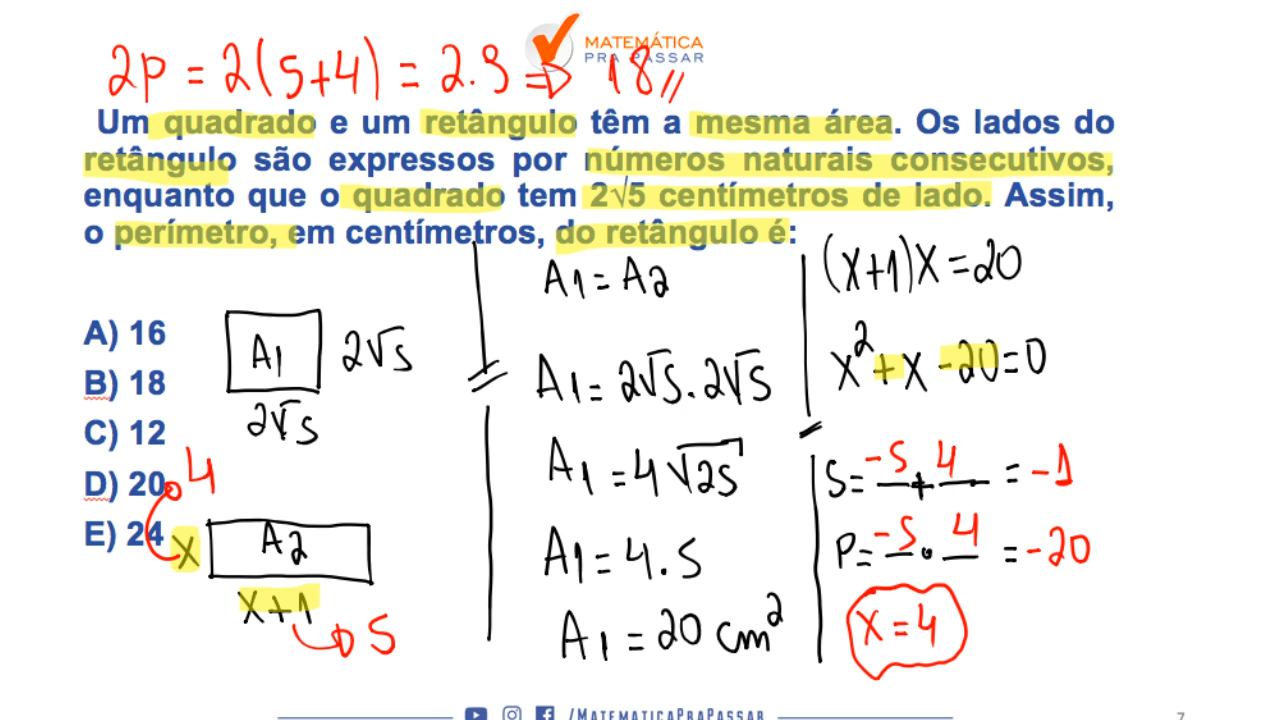 MATEMÁTICA
PRA PASSAR
2P = 2(5+4) = 2.9 => 18//
Um quadrado e um retângulo têm a mesma área. Os lados do
retângulo são expressos por números naturais consecutivos,
enquanto que o quadrado tem 2√5 centímetros de lado. Assim,
o perímetro, em centímetros, do retângulo é:
A) 16
B) 18
C) 12
D) 20
E) 24
A1
2√5
2√5
4
X
A2
X+1
5
A1 = A2
A1 = 2√5 . 2√5
A1 = 4√25
A1 = 4.5
A1 = 20 cm²
(X+1)X = 20
X² + X - 20 = 0
S = -5 + 4 = -1
P = -5 . 4 = -20
X = 4
/MATEMATICAPRAPASSAR
7